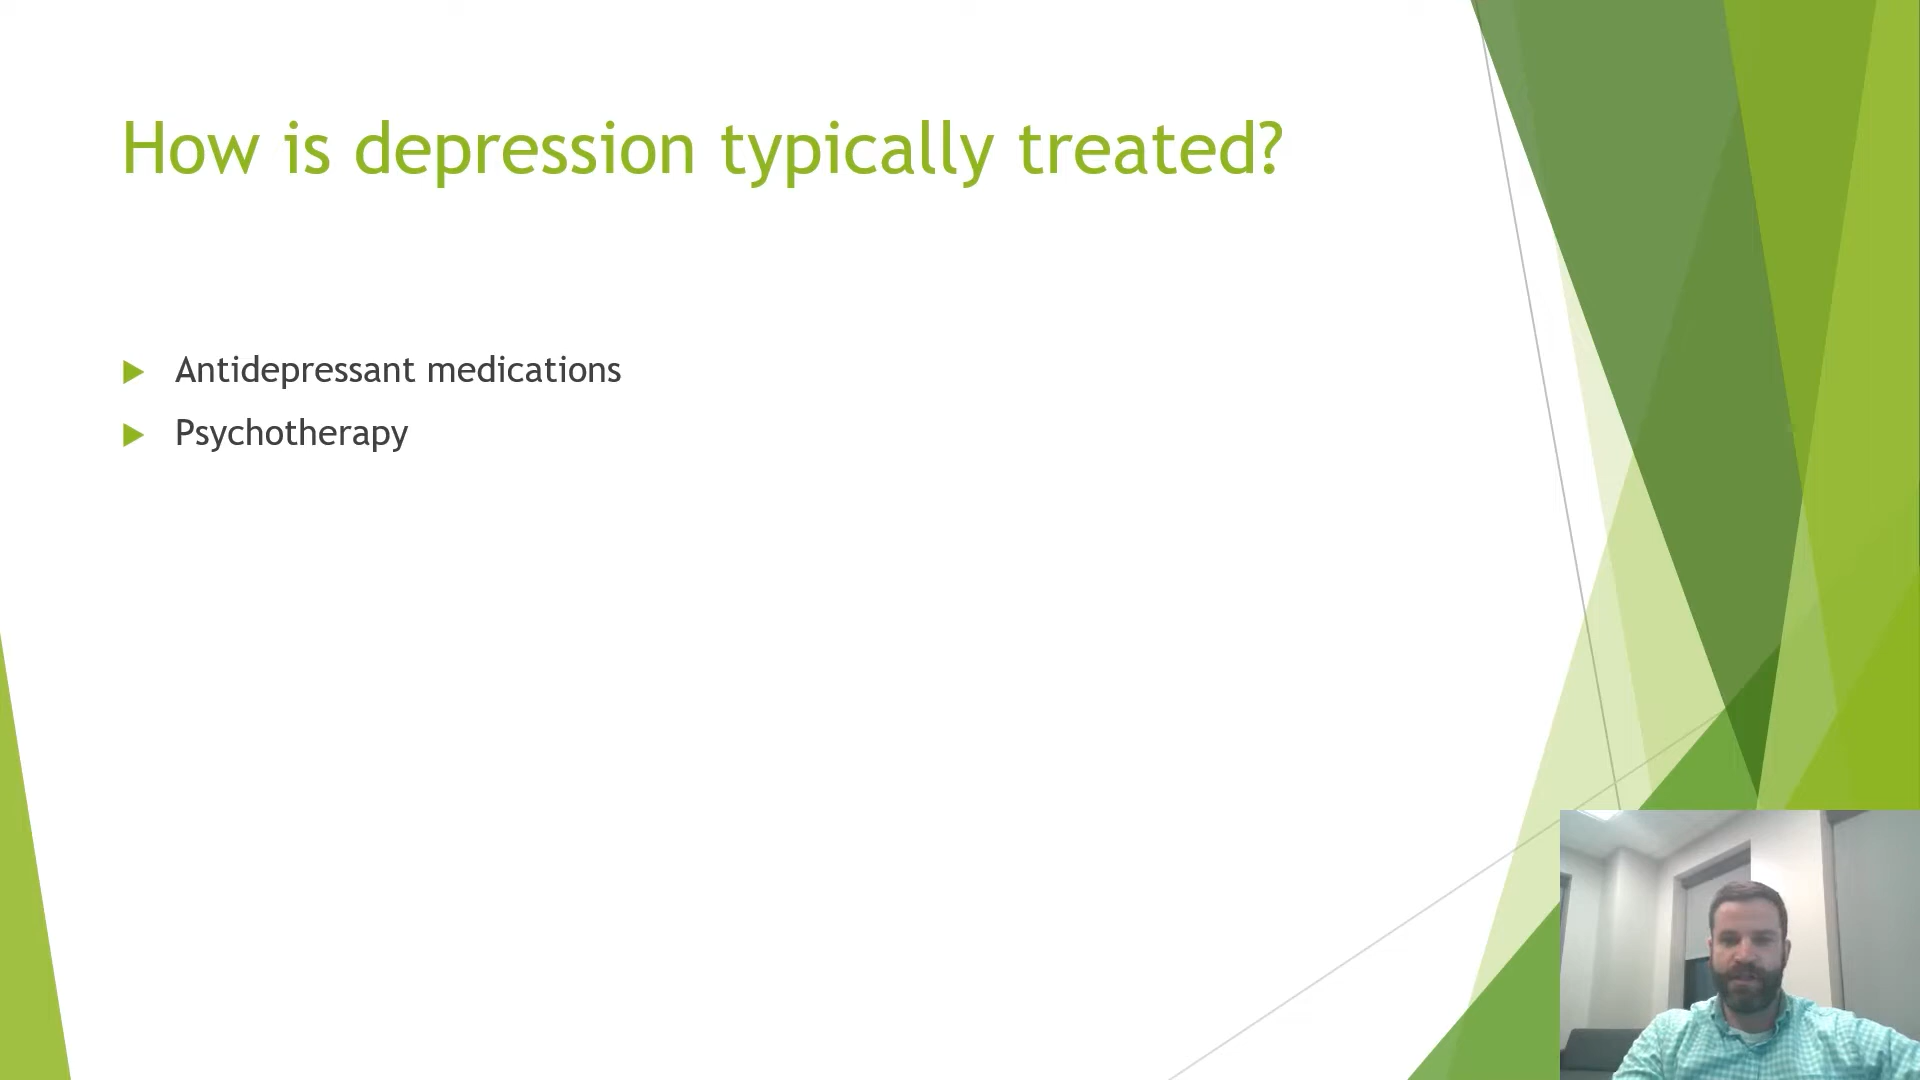 How is depression typically treated?
Antidepressant medications
Psychotherapy